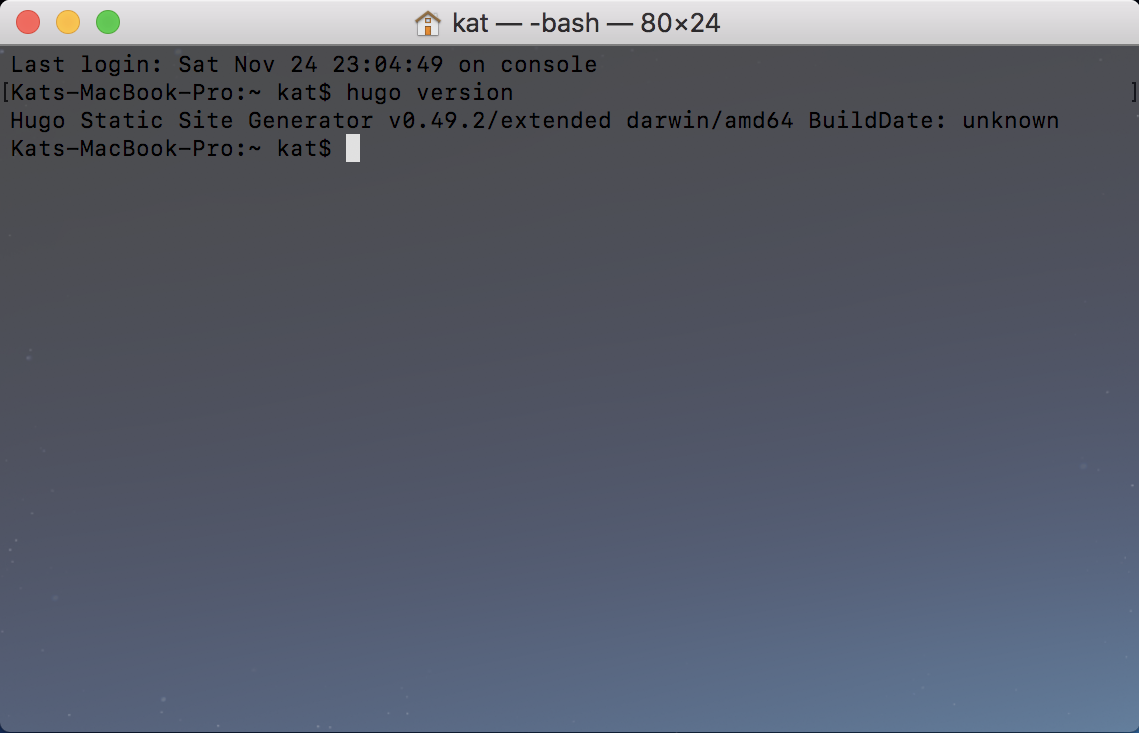 kat — -bash — 80×24
Last login: Sat Nov 24 23:04:49 on console
[Kats-MacBook-Pro:~ kat$ hugo version ]
Hugo Static Site Generator v0.49.2/extended darwin/amd64 BuildDate: unknown
Kats-MacBook-Pro:~ kat$